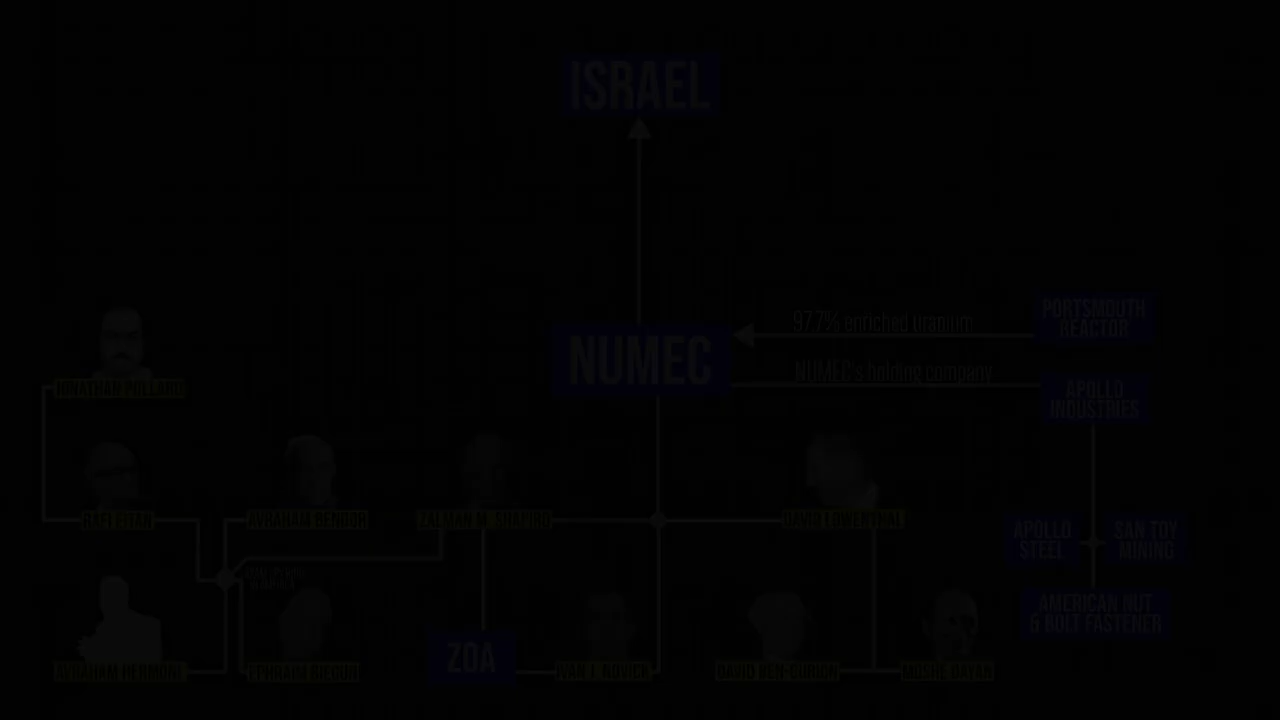 ISRAEL
97.7% enriched uranium
PORTSMOUTH
REACTOR
NUMEC
NUMEC's holding company
APOLLO
INDUSTRIES
JONATHAN POLLARD
RAFI EITAN
AVRAHAM BENDOR
ZALMAN M. SHAPIRO
DAVID LOWENTHAL
APOLLO
STEEL
SAN TOY
MINING
AMERICAN NUT
& BOLT FASTENER
AVRAHAM HERMONI
EPHRAIM BIEGUN
ZOA
IVAN J. NOVICK
DAVID BEN-GURION
MOSHE DAYAN